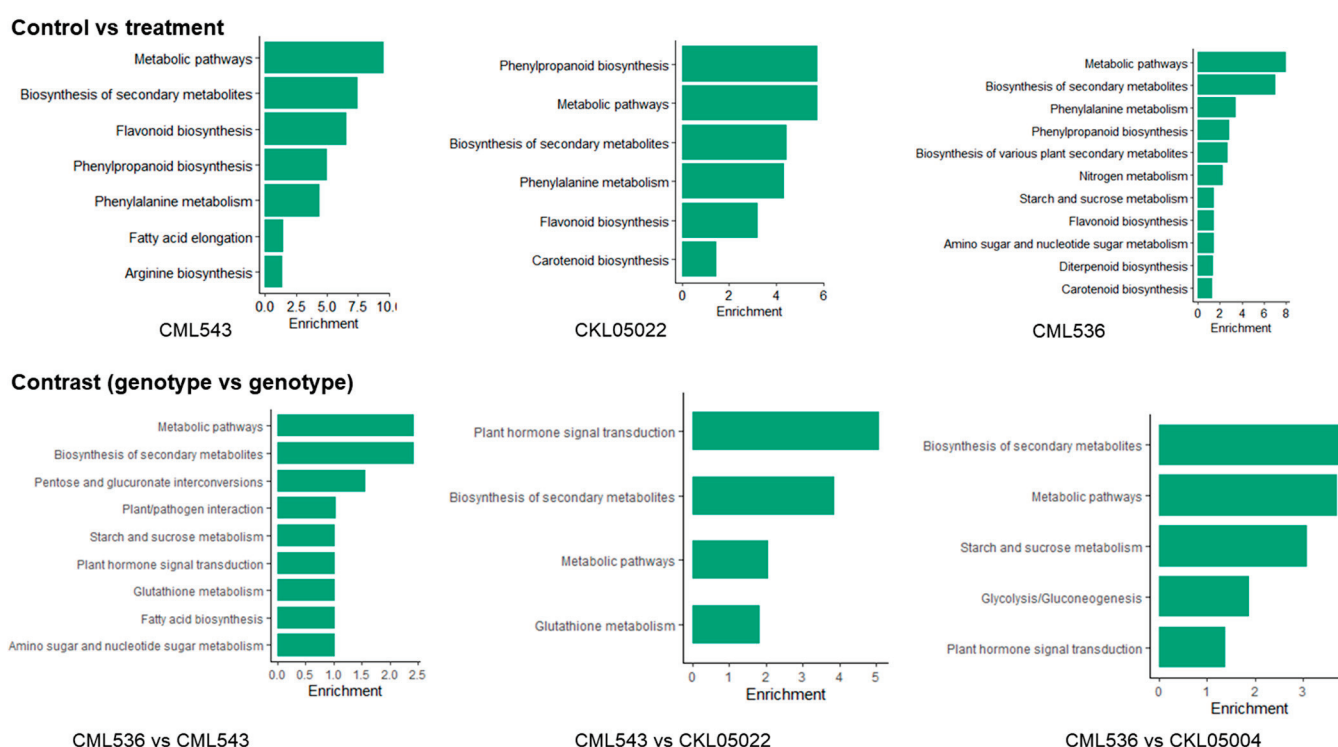 Control vs treatment
Metabolic pathways
Biosynthesis of secondary metabolites
Flavonoid biosynthesis
Phenylpropanoid biosynthesis
Phenylalanine metabolism
Fatty acid elongation
Arginine biosynthesis
0.0 2.5 5.0 7.5 10.0
Enrichment
CML543
Phenylpropanoid biosynthesis
Metabolic pathways
Biosynthesis of secondary metabolites
Phenylalanine metabolism
Flavonoid biosynthesis
Carotenoid biosynthesis
0 2 4 6
Enrichment
CKL05022
Metabolic pathways
Biosynthesis of secondary metabolites
Phenylalanine metabolism
Phenylpropanoid biosynthesis
Biosynthesis of various plant secondary metabolites
Nitrogen metabolism
Starch and sucrose metabolism
Flavonoid biosynthesis
Amino sugar and nucleotide sugar metabolism
Diterpenoid biosynthesis
Carotenoid biosynthesis
0 2 4 6 8
Enrichment
CML536
Contrast (genotype vs genotype)
Metabolic pathways
Biosynthesis of secondary metabolites
Pentose and glucuronate interconversions
Plant/pathogen interaction
Starch and sucrose metabolism
Plant hormone signal transduction
Glutathione metabolism
Fatty acid biosynthesis
Amino sugar and nucleotide sugar metabolism
0.0 0.5 1.0 1.5 2.0 2.5
Enrichment
CML536 vs CML543
Plant hormone signal transduction
Biosynthesis of secondary metabolites
Metabolic pathways
Glutathione metabolism
0 1 2 3 4 5
Enrichment
CML543 vs CKL05022
Biosynthesis of secondary metabolites
Metabolic pathways
Starch and sucrose metabolism
Glycolysis/Gluconeogenesis
Plant hormone signal transduction
0 1 2 3
Enrichment
CML536 vs CKL05004